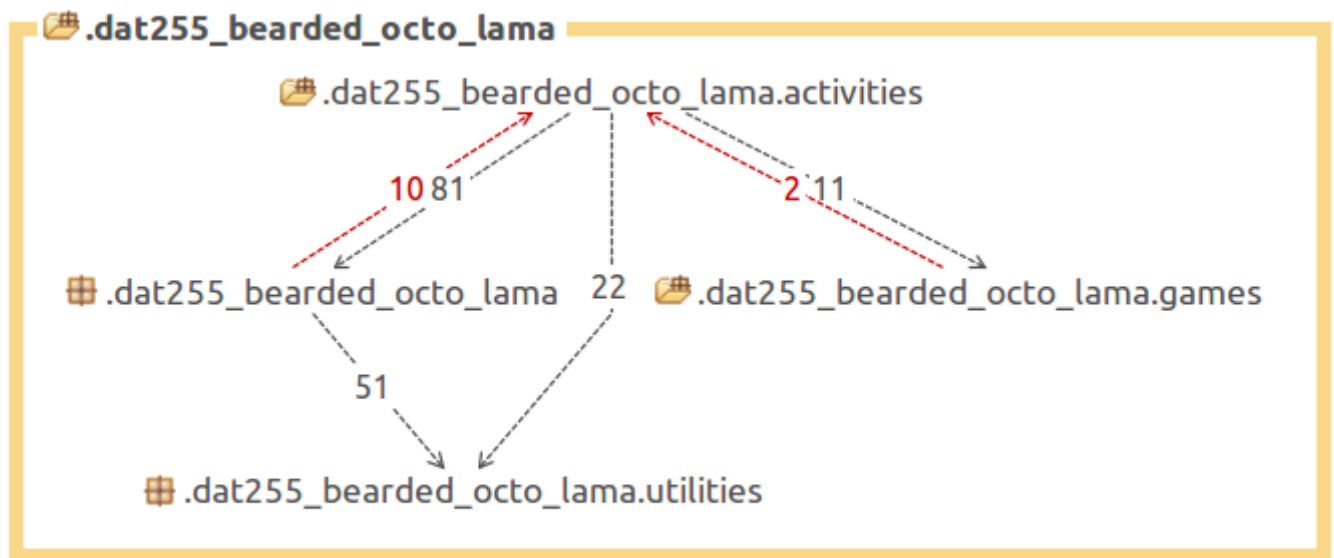 .dat255_bearded_octo_lama
.dat255_bearded_octo_lama.activities
10 81 2 11
.dat255_bearded_octo_lama 22 .dat255_bearded_octo_lama.games
51
.dat255_bearded_octo_lama.utilities